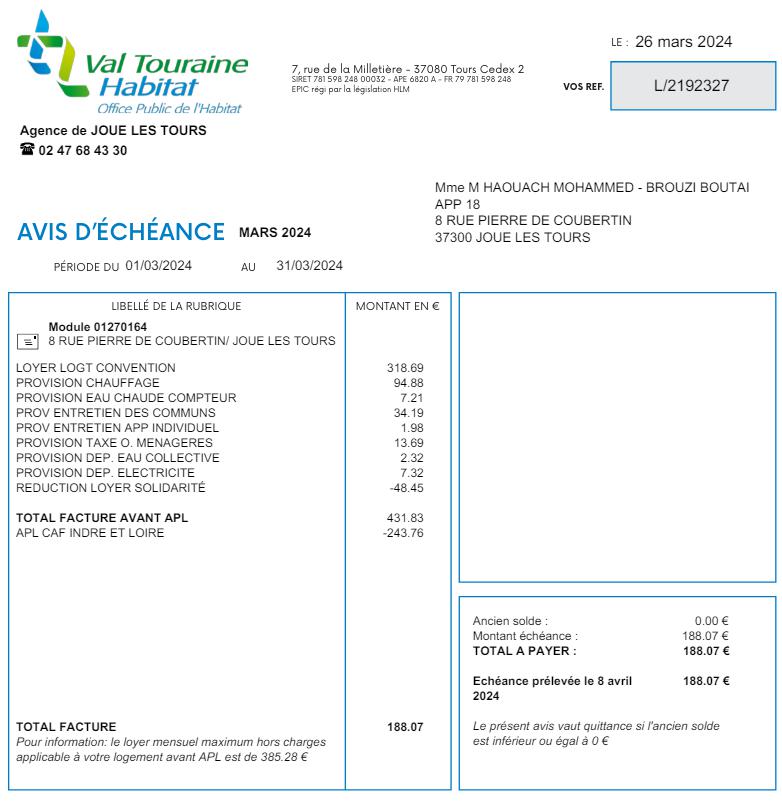 Val Touraine
Habitat
Office Public de l'Habitat
7, rue de la Milletière - 37080 Tours Cedex 2
SIRET 781 598 248 00032 - APE 6820 A - FR 79 781 598 248
EPIC régi par la législation HLM
LE : 26 mars 2024
VOS REF. L/2192327
Agence de JOUE LES TOURS
☎ 02 47 68 43 30
Mme M HAOUACH MOHAMMED - BROUZI BOUTAI
APP 18
8 RUE PIERRE DE COUBERTIN
37300 JOUE LES TOURS
AVIS D'ÉCHÉANCE MARS 2024
PÉRIODE DU 01/03/2024 AU 31/03/2024
LIBELLÉ DE LA RUBRIQUE MONTANT EN €
Module 01270164
8 RUE PIERRE DE COUBERTIN/ JOUE LES TOURS
LOYER LOGT CONVENTION 318.69
PROVISION CHAUFFAGE 94.88
PROVISION EAU CHAUDE COMPTEUR 7.21
PROV ENTRETIEN DES COMMUNS 34.19
PROV ENTRETIEN APP INDIVIDUEL 1.98
PROVISION TAXE O. MENAGERES 13.69
PROVISION DEP. EAU COLLECTIVE 2.32
PROVISION DEP. ELECTRICITE 7.32
REDUCTION LOYER SOLIDARITÉ -48.45
TOTAL FACTURE AVANT APL 431.83
APL CAF INDRE ET LOIRE -243.76
TOTAL FACTURE 188.07
Pour information: le loyer mensuel maximum hors charges
applicable à votre logement avant APL est de 385.28 €
Ancien solde : 0.00 €
Montant échéance : 188.07 €
TOTAL A PAYER : 188.07 €
Echéance prélevée le 8 avril 188.07 €
2024
Le présent avis vaut quittance si l'ancien solde
est inférieur ou égal à 0 €